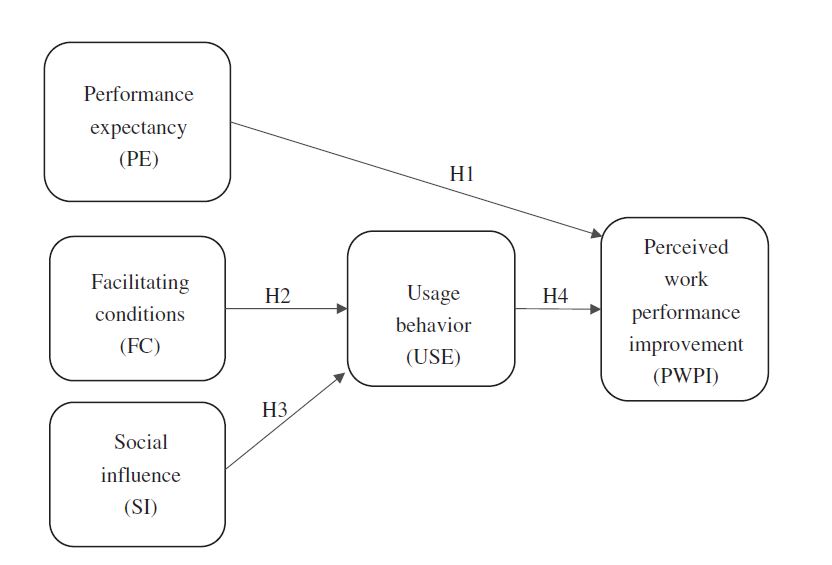 Performance
expectancy
(PE)
H1
Facilitating
conditions
(FC)
H2
Usage
behavior
(USE)
H4
Perceived
work
performance
improvement
(PWPI)
H3
Social
influence
(SI)